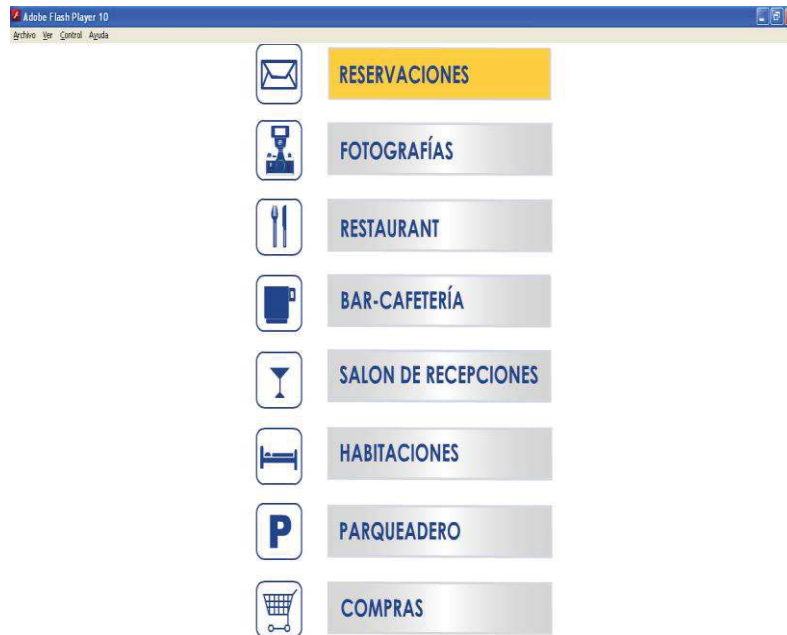 Adobe Flash Player 10
Archivo Ver Control Ayuda
RESERVACIONES
FOTOGRAFÍAS
RESTAURANT
BAR-CAFETERÍA
SALON DE RECEPCIONES
HABITACIONES
P PARQUEADERO
COMPRAS